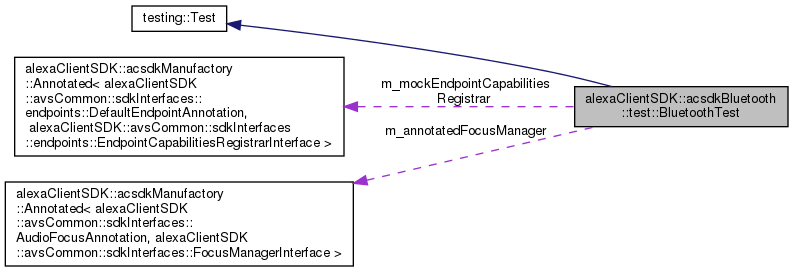 testing::Test
alexaClientSDK::acsdkManufactory
::Annotated< alexaClientSDK
::avsCommon::sdkInterfaces::
endpoints::DefaultEndpointAnnotation,
alexaClientSDK::avsCommon::sdkInterfaces
::endpoints::EndpointCapabilitiesRegistrarInterface >
m_mockEndpointCapabilities
Registrar
alexaClientSDK::acsdkBluetooth
::test::BluetoothTest
m_annotatedFocusManager
alexaClientSDK::acsdkManufactory
::Annotated< alexaClientSDK
::avsCommon::sdkInterfaces::
AudioFocusAnnotation, alexaClientSDK
::avsCommon::sdkInterfaces::FocusManagerInterface >